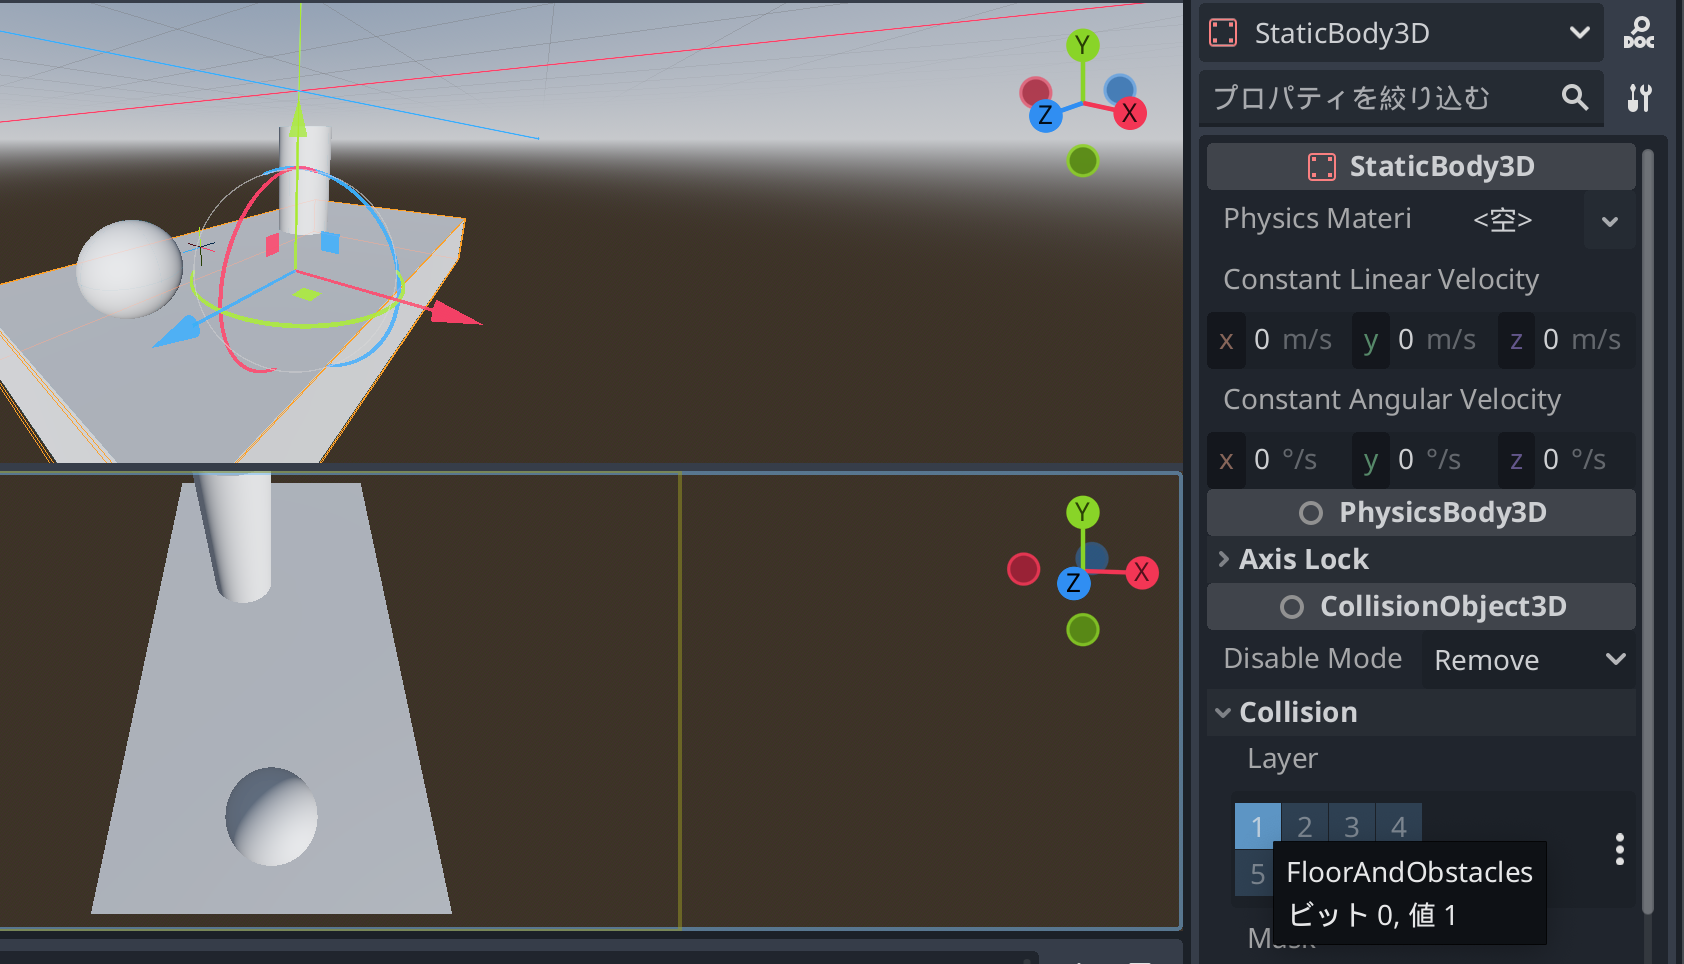 Y
Z
X
Y
Z
X
StaticBody3D
DOC
プロパティを絞り込む
StaticBody3D
Physics Materi <空>
Constant Linear Velocity
x 0 m/s y 0 m/s z 0 m/s
Constant Angular Velocity
x 0 °/s y 0 °/s z 0 °/s
PhysicsBody3D
Axis Lock
CollisionObject3D
Disable Mode Remove
Collision
Layer
1 2 3 4
5
FloorAndObstacles
ビット 0, 値 1
Mask